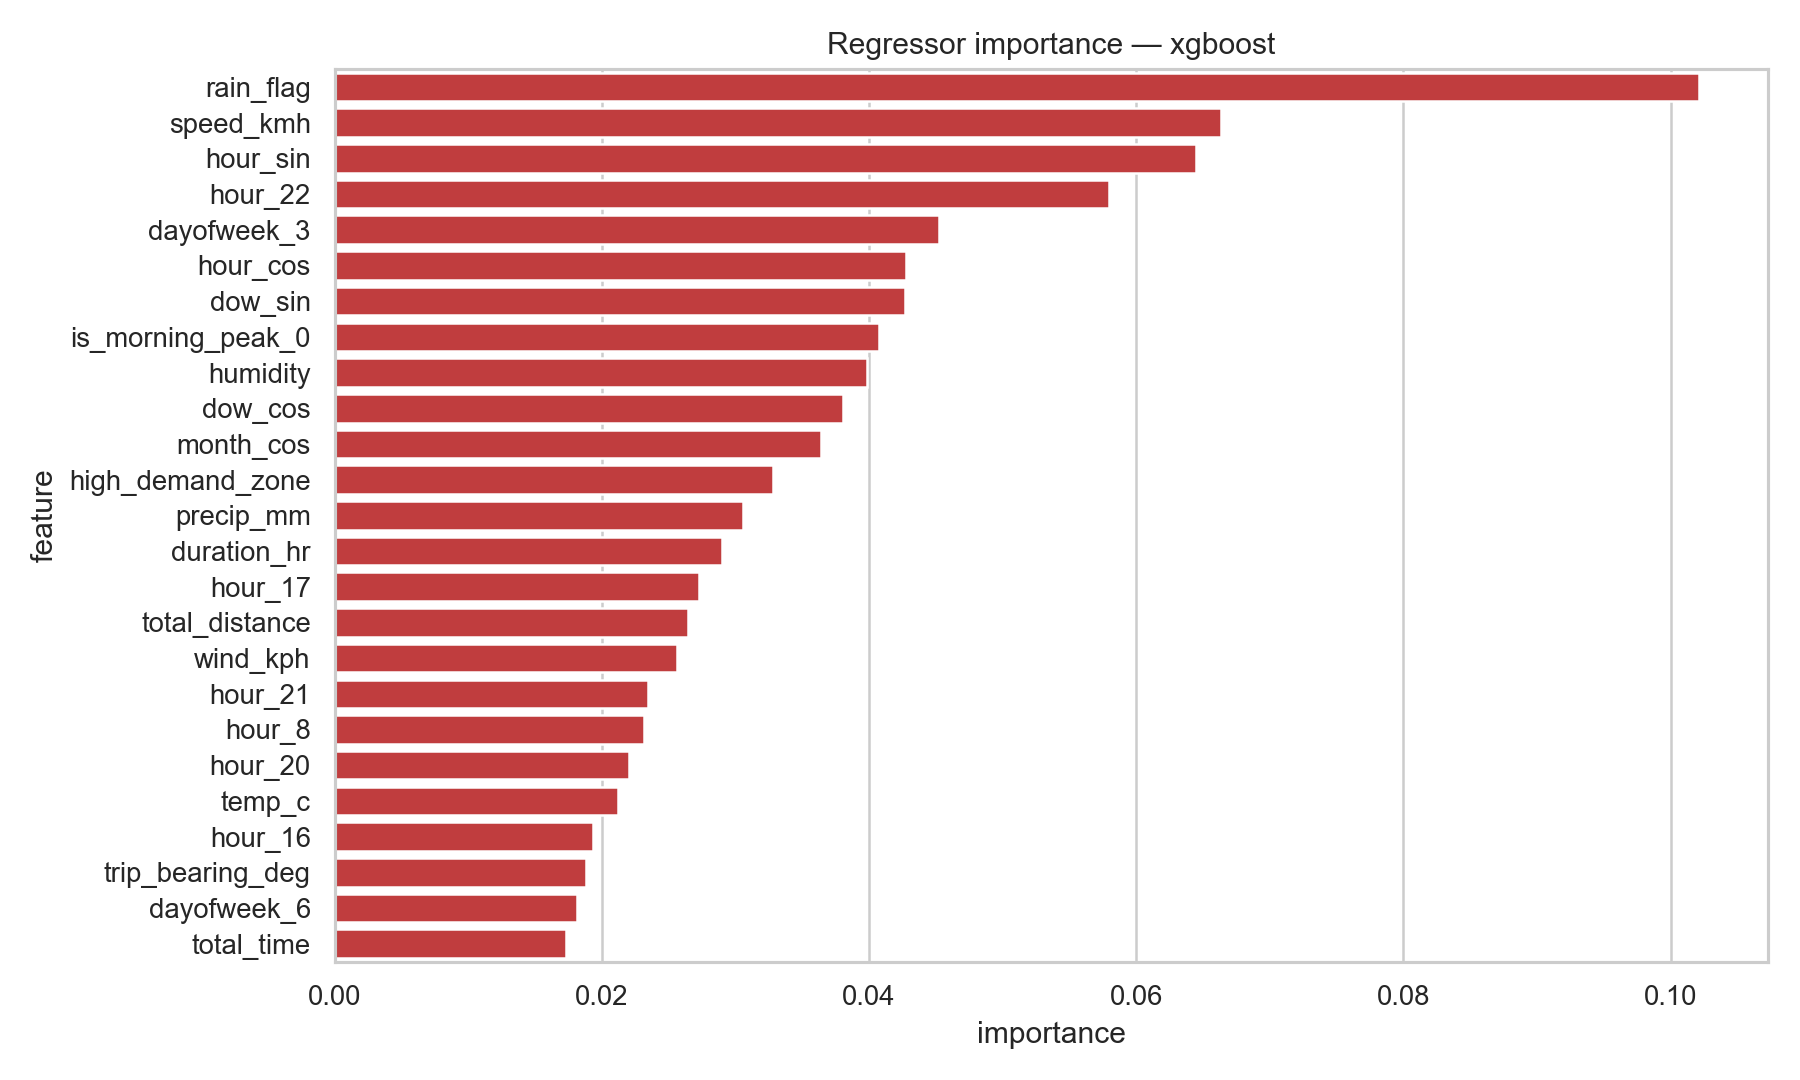 Regressor importance — xgboost
rain_flag
speed_kmh
hour_sin
hour_22
dayofweek_3
hour_cos
dow_sin
is_morning_peak_0
humidity
dow_cos
month_cos
high_demand_zone
precip_mm
duration_hr
hour_17
total_distance
wind_kph
hour_21
hour_8
hour_20
temp_c
hour_16
trip_bearing_deg
dayofweek_6
total_time
feature
0.00 0.02 0.04 0.06 0.08 0.10
importance